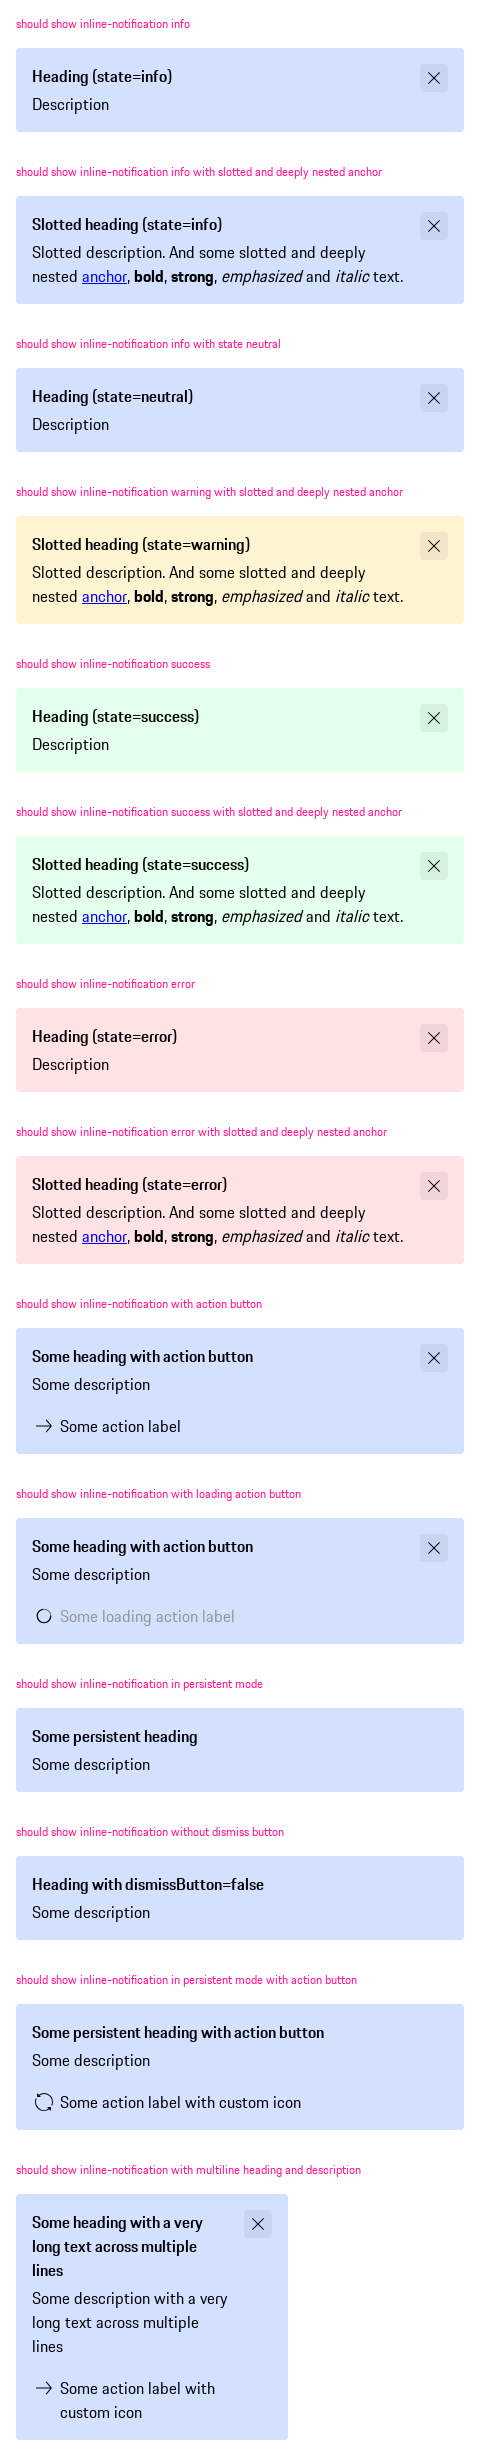 should show inline-notification info
Heading (state=info)
Description
should show inline-notification info with slotted and deeply nested anchor
Slotted heading (state=info)
Slotted description. And some slotted and deeply
nested anchor, bold, strong, emphasized and italic text.
should show inline-notification info with state neutral
Heading (state=neutral)
Description
should show inline-notification warning with slotted and deeply nested anchor
Slotted heading (state=warning)
Slotted description. And some slotted and deeply
nested anchor, bold, strong, emphasized and italic text.
should show inline-notification success
Heading (state=success)
Description
should show inline-notification success with slotted and deeply nested anchor
Slotted heading (state=success)
Slotted description. And some slotted and deeply
nested anchor, bold, strong, emphasized and italic text.
should show inline-notification error
Heading (state=error)
Description
should show inline-notification error with slotted and deeply nested anchor
Slotted heading (state=error)
Slotted description. And some slotted and deeply
nested anchor, bold, strong, emphasized and italic text.
should show inline-notification with action button
Some heading with action button
Some description
Some action label
should show inline-notification with loading action button
Some heading with action button
Some description
Some loading action label
should show inline-notification in persistent mode
Some persistent heading
Some description
should show inline-notification without dismiss button
Heading with dismissButton=false
Some description
should show inline-notification in persistent mode with action button
Some persistent heading with action button
Some description
Some action label with custom icon
should show inline-notification with multiline heading and description
Some heading with a very
long text across multiple
lines
Some description with a very
long text across multiple
lines
Some action label with
custom icon